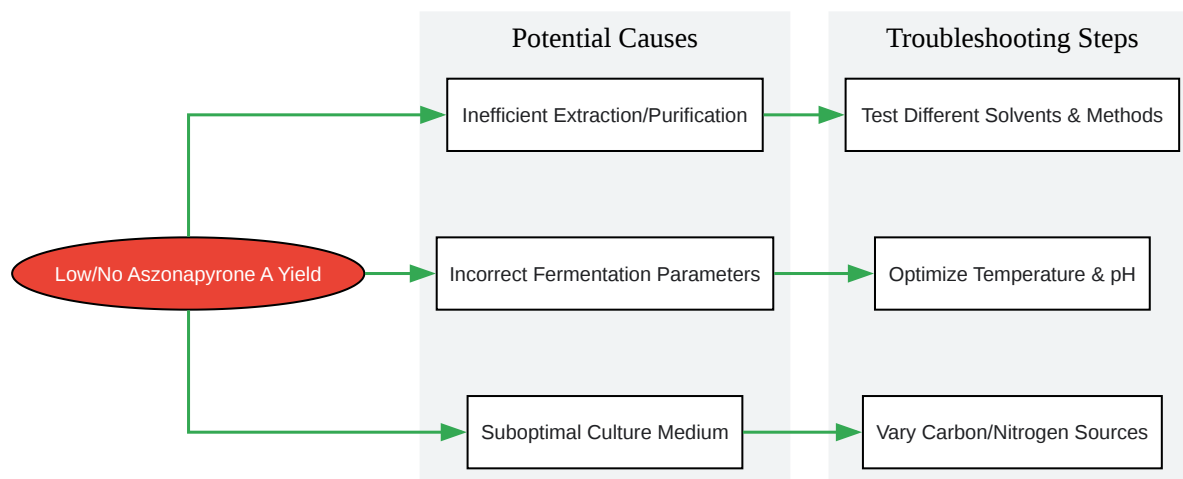 Potential Causes
Troubleshooting Steps
Inefficient Extraction/Purification
Test Different Solvents & Methods
Low/No Aszonapyrone A Yield
Incorrect Fermentation Parameters
Optimize Temperature & pH
Suboptimal Culture Medium
Vary Carbon/Nitrogen Sources